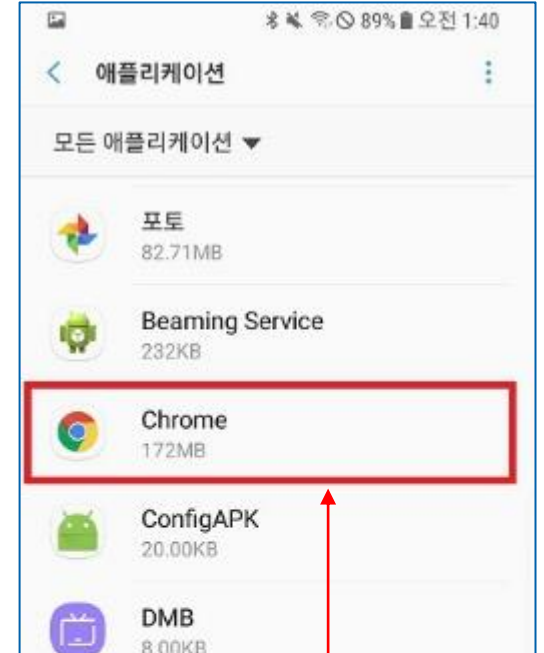 89% 오전 1:40
애플리케이션
모든 애플리케이션
포토
82.71MB
Beaming Service
232KB
Chrome
172MB
ConfigAPK
20.00KB
DMB
8.00KB